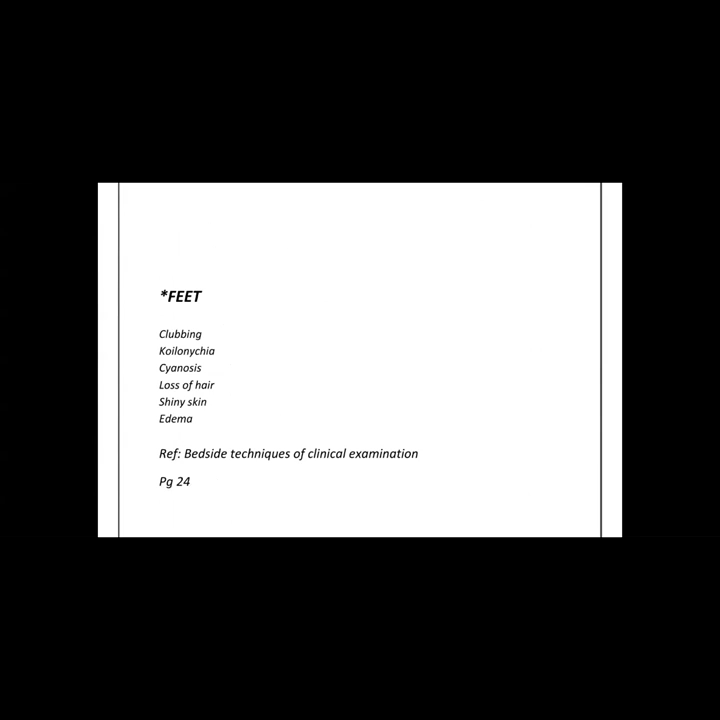 *FEET
Clubbing
Koilonychia
Cyanosis
Loss of hair
Shiny skin
Edema
Ref: Bedside techniques of clinical examination
Pg 24